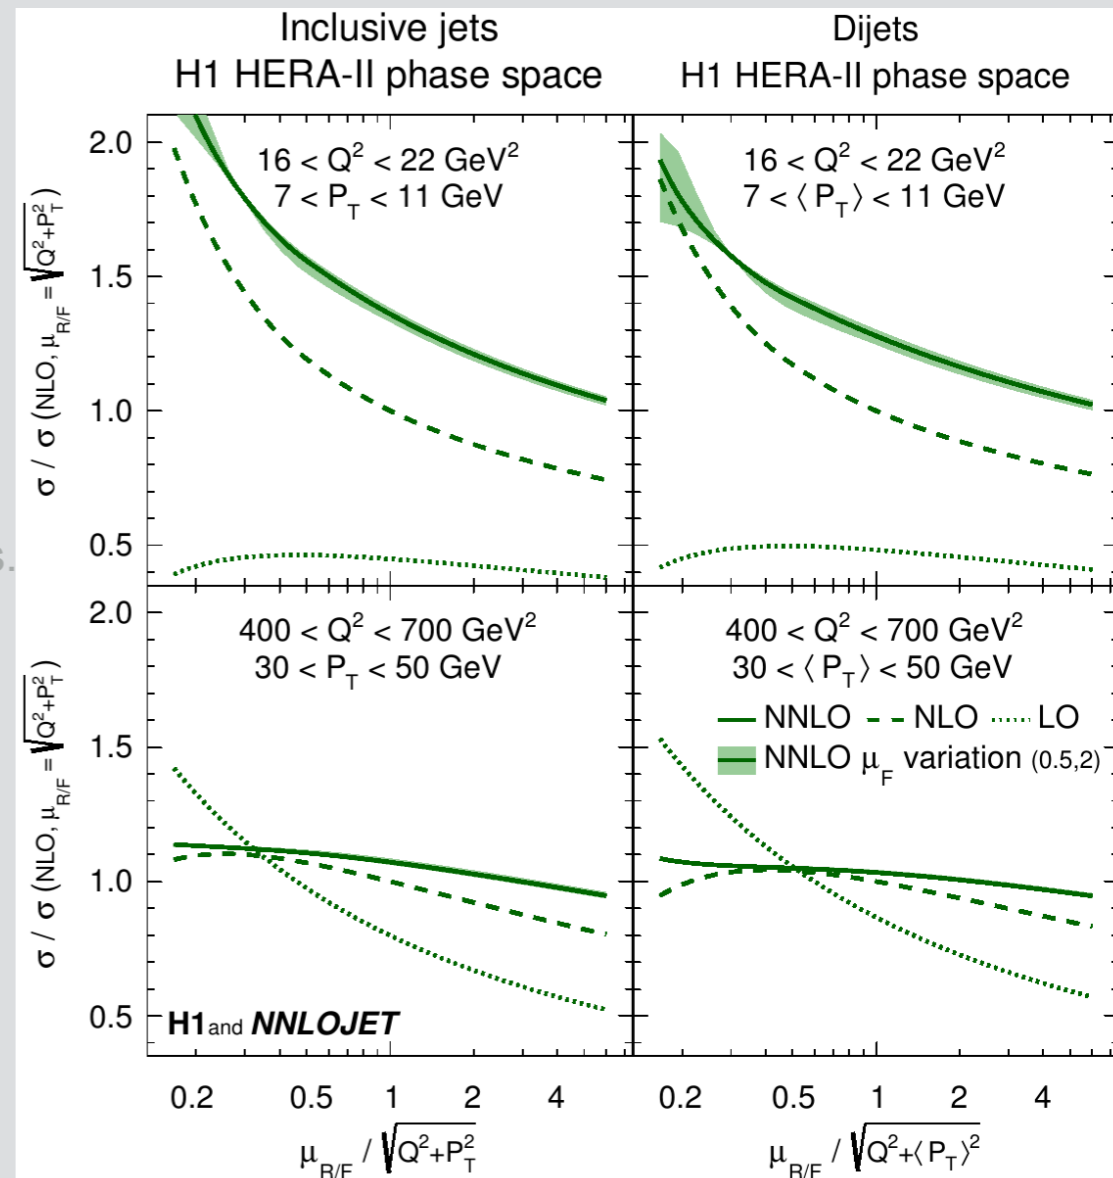 Inclusive jets
H1 HERA-II phase space
Dijets
H1 HERA-II phase space
σ / σ (NLO, μ_R/F = √Q²+P_T²)
2.0
1.5
1.0
0.5
16 < Q² < 22 GeV²
7 < P_T < 11 GeV
16 < Q² < 22 GeV²
7 < ⟨ P_T ⟩ < 11 GeV
s.
σ / σ (NLO, μ_R/F = √Q²+P_T²)
2.0
1.5
1.0
0.5
400 < Q² < 700 GeV²
30 < P_T < 50 GeV
H1 and NNLOJET
400 < Q² < 700 GeV²
30 < ⟨ P_T ⟩ < 50 GeV
NNLO NLO LO
NNLO μ_F variation (0.5,2)
0.2 0.5 1 2 4
μ_R/F / √Q²+P_T²
0.2 0.5 1 2 4
μ_R/F / √Q²+⟨ P_T ⟩²